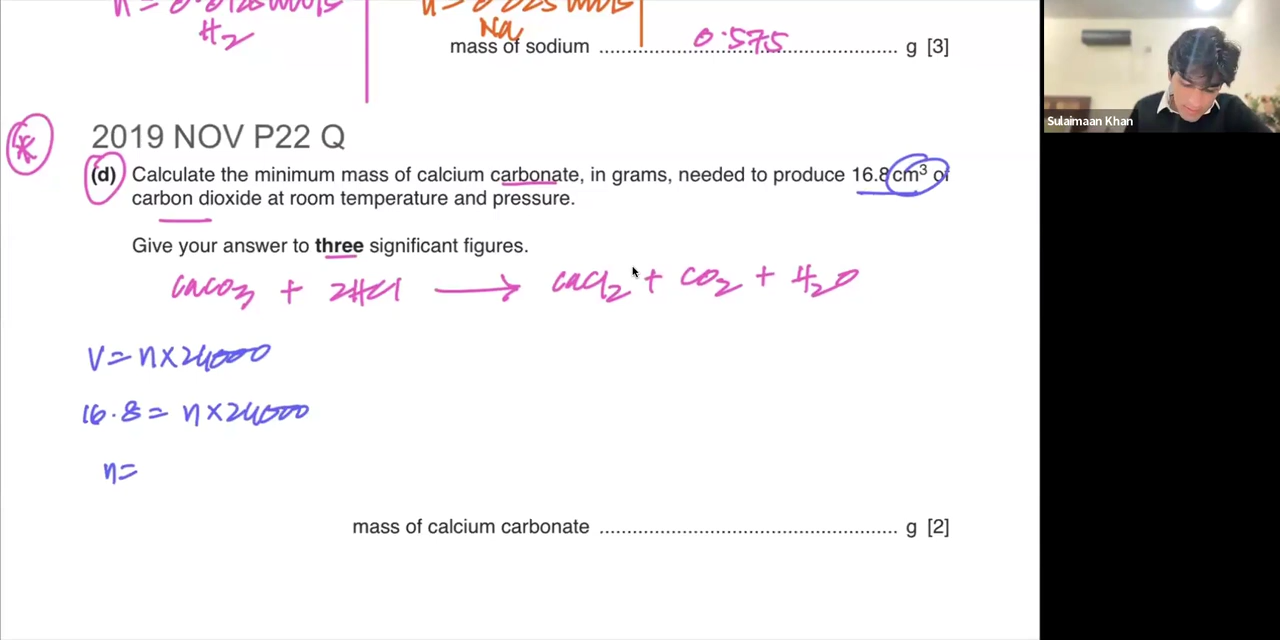 n = 0.0125 mols
H2
n = 0.025 mols
Na
mass of sodium ........ 0.575 ........ g [3]
Sulaimaan Khan
2019 NOV P22 Q
(d) Calculate the minimum mass of calcium carbonate, in grams, needed to produce 16.8 cm³ of
carbon dioxide at room temperature and pressure.
Give your answer to three significant figures.
CaCO3 + 2HCl → CaCl2 + CO2 + H2O
V = n × 24000
16.8 = n × 24000
n =
mass of calcium carbonate ........ g [2]